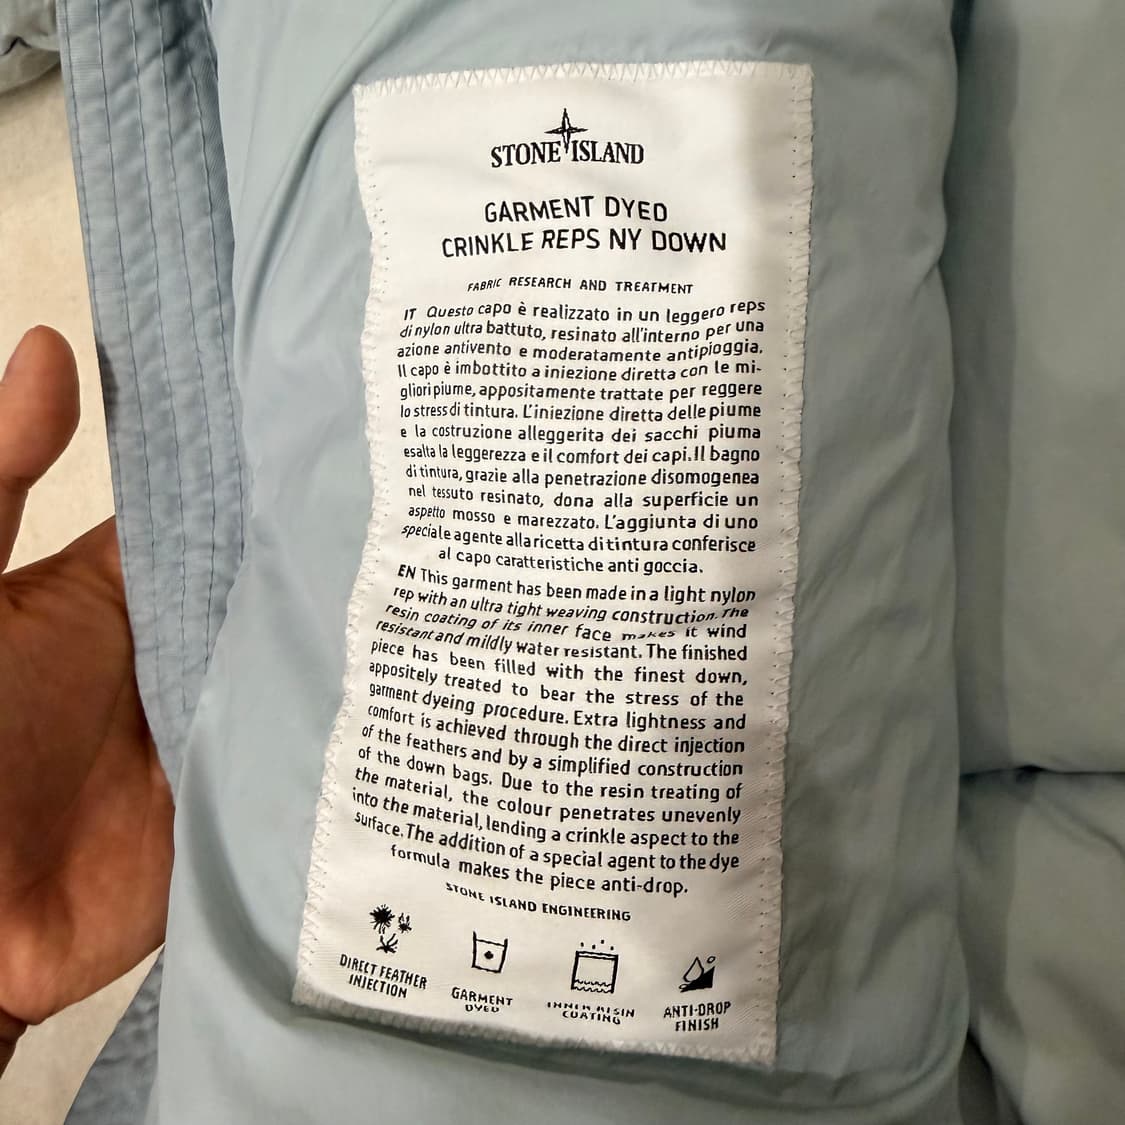 STONE ISLAND
GARMENT DYED
CRINKLE REPS NY DOWN
FABRIC RESEARCH AND TREATMENT
IT Questo capo è realizzato in un leggero reps
di nylon ultra battuto, resinato all'interno per una
azione antivento e moderatamente antipioggia.
Il capo è imbottito a iniezione diretta con le mi-
gliori piume, appositamente trattate per reggere
lo stress di tintura. L'iniezione diretta delle piume
e la costruzione alleggerita dei sacchi piuma
esalta la leggerezza e il comfort dei capi. Il bagno
di tintura, grazie alla penetrazione disomogenea
nel tessuto resinato, dona alla superficie un
aspetto mosso e marezzato. L'aggiunta di uno
speciale agente alla ricetta di tintura conferisce
al capo caratteristiche anti goccia.
EN This garment has been made in a light nylon
rep with an ultra tight weaving construction. The
resin coating of its inner face makes it wind
resistant and mildly water resistant. The finished
piece has been filled with the finest down,
appositely treated to bear the stress of the
garment dyeing procedure. Extra lightness and
comfort is achieved through the direct injection
of the feathers and by a simplified construction
of the down bags. Due to the resin treating of
the material, the colour penetrates unevenly
into the material, lending a crinkle aspect to the
surface. The addition of a special agent to the dye
formula makes the piece anti-drop.
STONE ISLAND ENGINEERING
DIRECT FEATHER
INJECTION
GARMENT
DYED
INNER RESIN
COATING
ANTI-DROP
FINISH